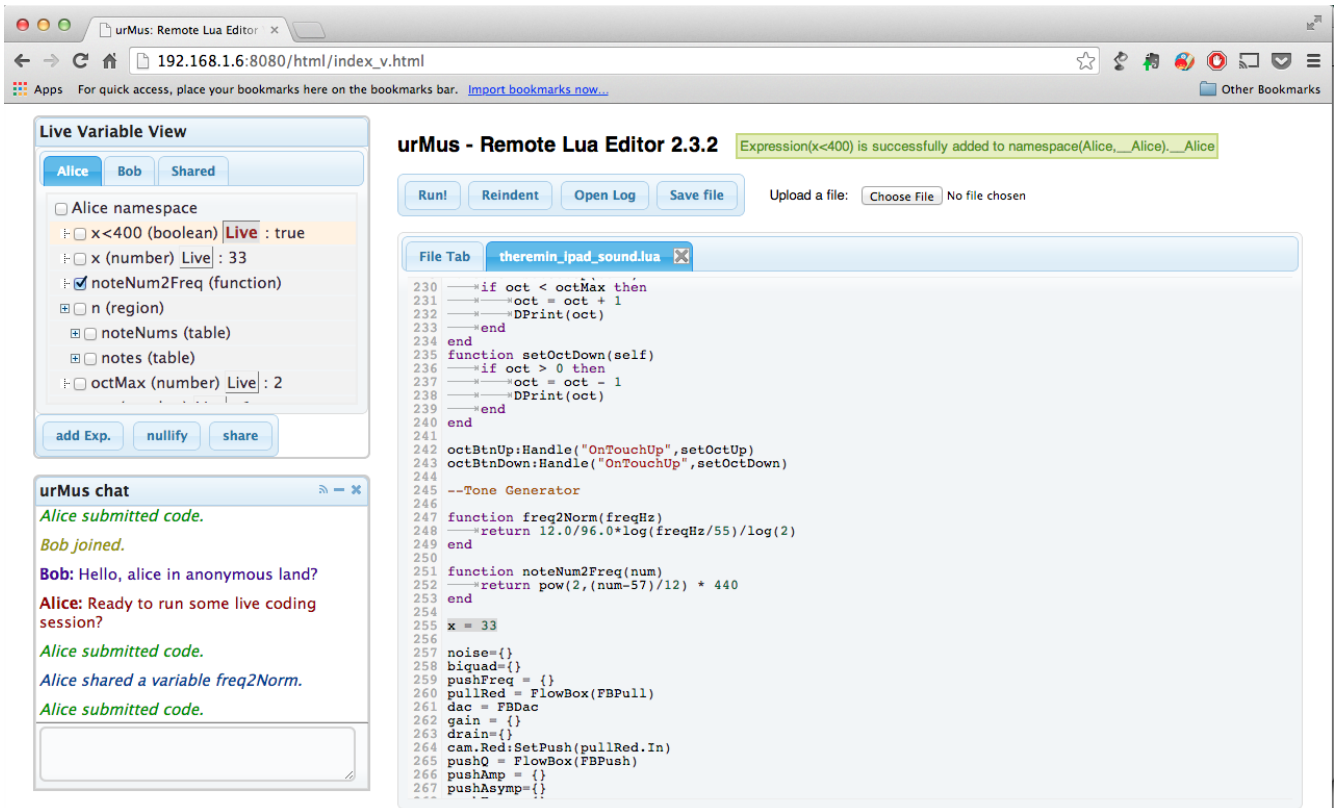 urMus: Remote Lua Editor
192.168.1.6:8080/html/index_v.html
Apps For quick access, place your bookmarks here on the bookmarks bar. Import bookmarks now... Other Bookmarks
Live Variable View
Alice Bob Shared
Alice namespace
x<400 (boolean) Live : true
x (number) Live : 33
noteNum2Freq (function)
n (region)
noteNums (table)
notes (table)
octMax (number) Live : 2
add Exp. nullify share
urMus chat
Alice submitted code.
Bob joined.
Bob: Hello, alice in anonymous land?
Alice: Ready to run some live coding
session?
Alice submitted code.
Alice shared a variable freq2Norm.
Alice submitted code.
urMus - Remote Lua Editor 2.3.2 Expression(x<400) is successfully added to namespace(Alice,__Alice).__Alice
Run! Reindent Open Log Save file Upload a file: Choose File No file chosen
File Tab theremin_ipad_sound.lua
230 if oct < octMax then
231 oct = oct + 1
232 DPrint(oct)
233 end
234 end
235 function setOctDown(self)
236 if oct > 0 then
237 oct = oct - 1
238 DPrint(oct)
239 end
240 end
241
242 octBtnUp:Handle("OnTouchUp",setOctUp)
243 octBtnDown:Handle("OnTouchUp",setOctDown)
244
245 --Tone Generator
246
247 function freq2Norm(freqHz)
248 return 12.0/96.0*log(freqHz/55)/log(2)
249 end
250
251 function noteNum2Freq(num)
252 return pow(2,(num-57)/12) * 440
253 end
254
255 x = 33
256
257 noise={}
258 biquad={}
259 pushFreq = {}
260 pullRed = FlowBox(FBPull)
261 dac = FBDac
262 gain = {}
263 drain={}
264 cam.Red:SetPush(pullRed.In)
265 pushQ = FlowBox(FBPush)
266 pushAmp = {}
267 pushAsymp={}